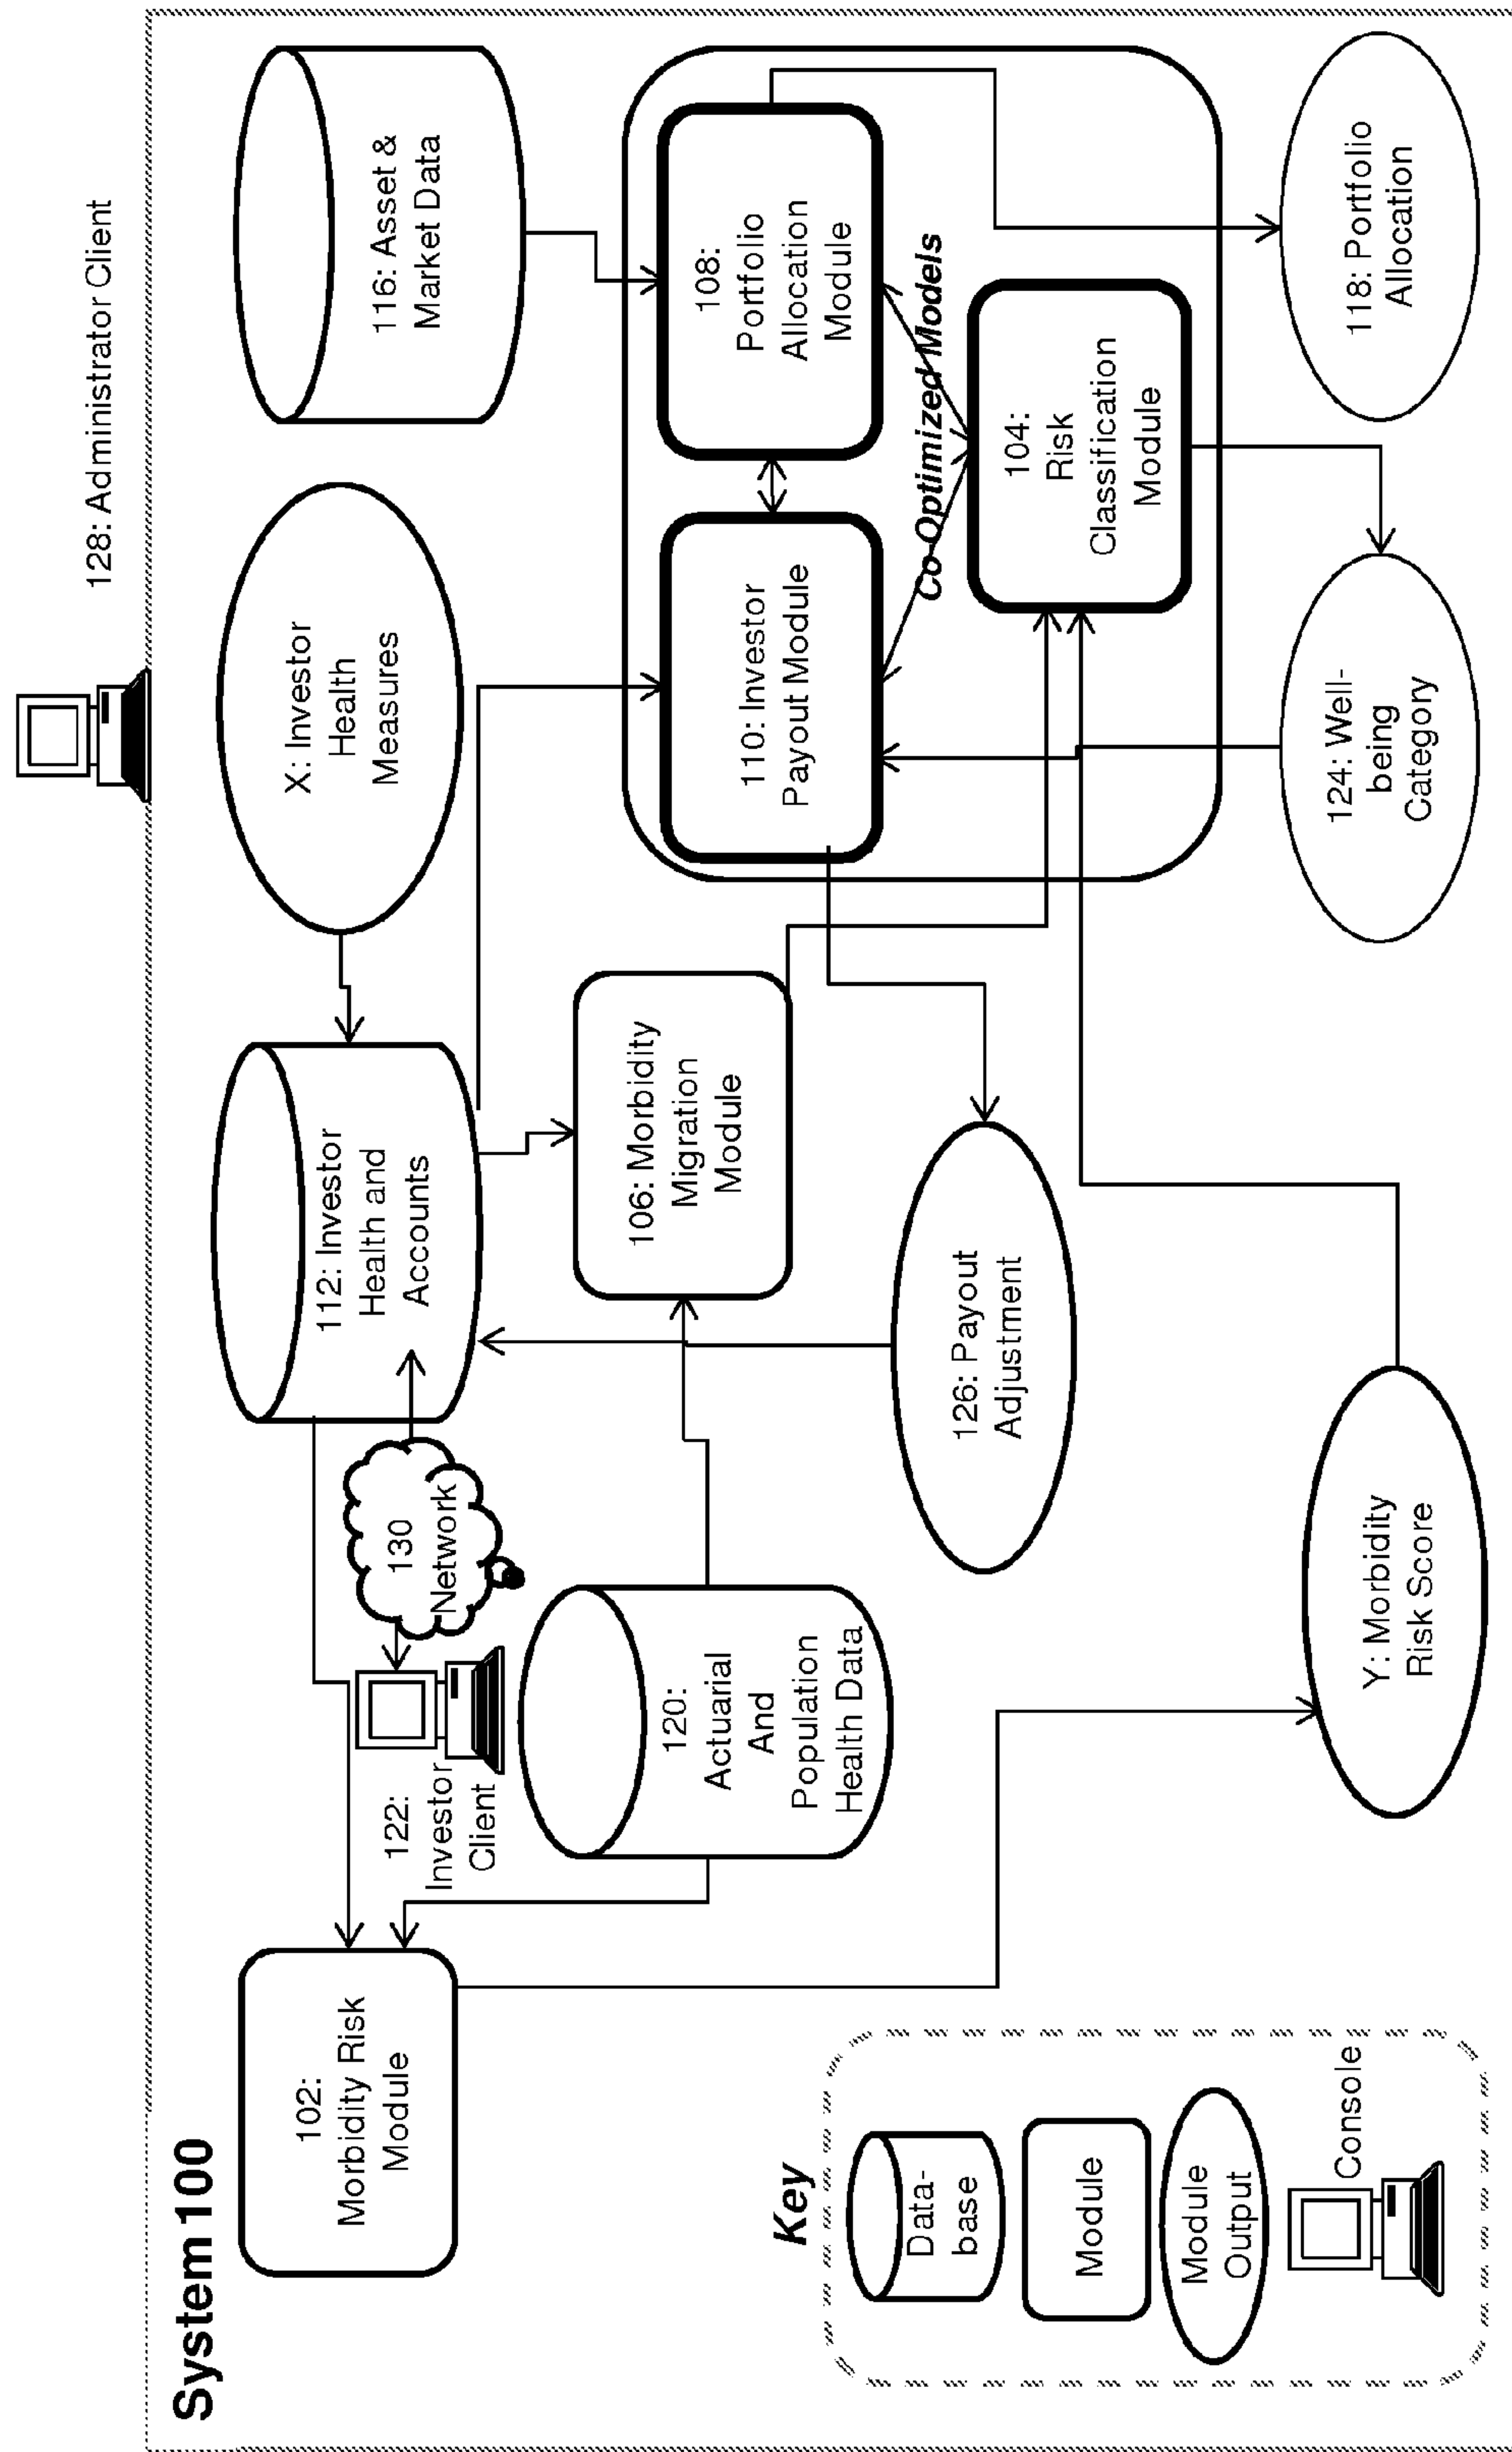 128: Administrator Client
System 100
102:
Morbidity Risk
Module
112: Investor
Health and
Accounts
X: Investor
Health
Measures
116: Asset &
Market Data
130
Network
122:
Investor
Client
120:
Actuarial
And
Population
Health Data
106: Morbidity
Migration
Module
110: Investor
Payout Module
108:
Portfolio
Allocation
Module
Co-Optimized Models
104:
Risk
Classification
Module
126: Payout
Adjustment
Y: Morbidity
Risk Score
124: Well-
being
Category
118: Portfolio
Allocation
Key
Data-
base
Module
Module
Output
Console